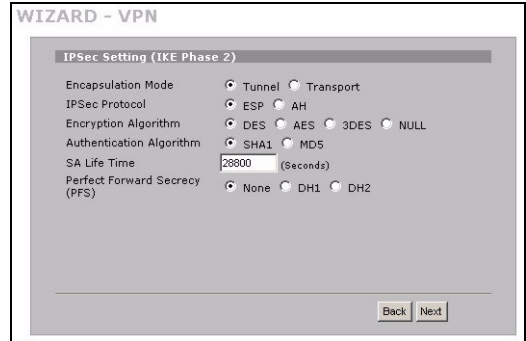 WIZARD - VPN
IPSec Setting (IKE Phase 2)
Encapsulation Mode Tunnel Transport
IPSec Protocol ESP AH
Encryption Algorithm DES AES 3DES NULL
Authentication Algorithm SHA1 MD5
SA Life Time 28800 (Seconds)
Perfect Forward Secrecy
(PFS) None DH1 DH2
Back Next